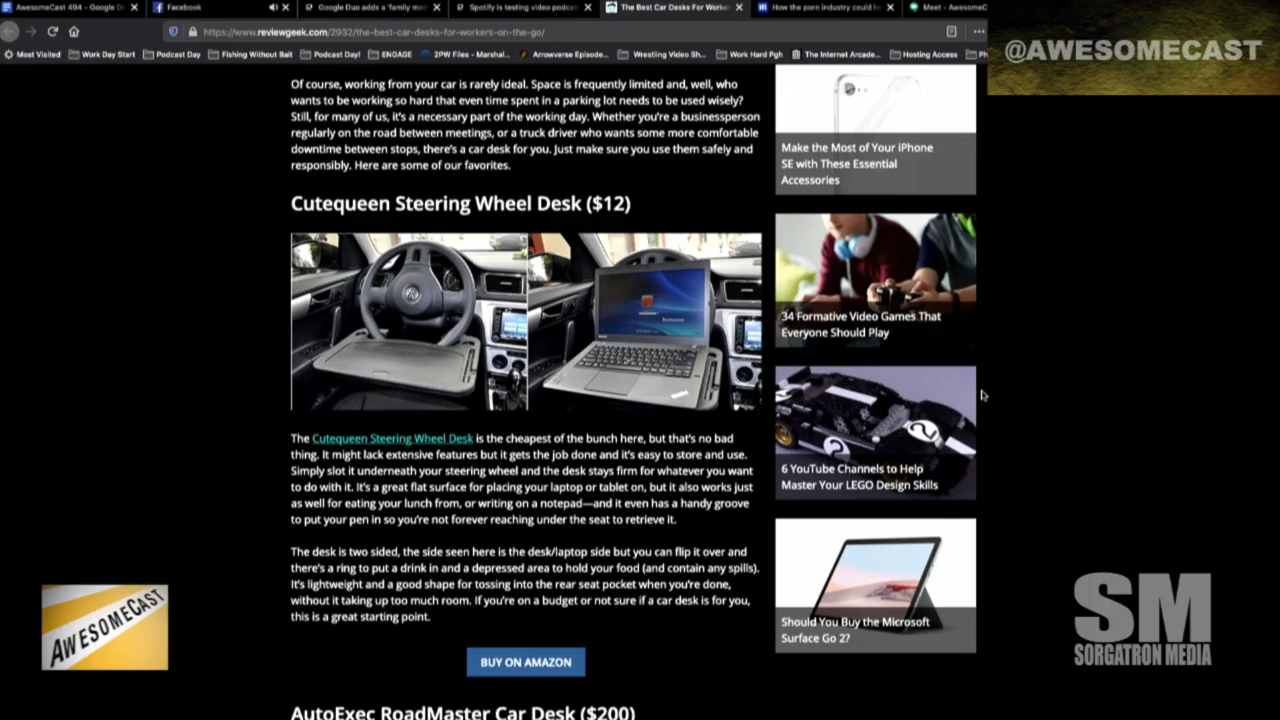 AwesomeCast 494 - Google D
Facebook
Google Duo adds a 'family mo
Spotify is testing video podca
The Best Car Desks For Worker
How the porn industry could h
Meet - AwesomeC
https://www.reviewgeek.com/2932/the-best-car-desks-for-workers-on-the-go/
Most Visited
Work Day Start
Podcast Day
Fishing Without Bait
Podcast Day!
ENGAGE
2PW Files - Marshal...
Arrowverse Episode...
Wrestling Video Sh...
Work Hard Pgh
The Internet Arcade...
Hosting Access
Ph
@AWESOMECAST
Of course, working from your car is rarely ideal. Space is frequently limited and, well, who
wants to be working so hard that even time spent in a parking lot needs to be used wisely?
Still, for many of us, it's a necessary part of the working day. Whether you're a businessperson
regularly on the road between meetings, or a truck driver who wants some more comfortable
downtime between stops, there's a car desk for you. Just make sure you use them safely and
responsibly. Here are some of our favorites.
Cutequeen Steering Wheel Desk ($12)
The Cutequeen Steering Wheel Desk is the cheapest of the bunch here, but that's no bad
thing. It might lack extensive features but it gets the job done and it's easy to store and use.
Simply slot it underneath your steering wheel and the desk stays firm for whatever you want
to do with it. It's a great flat surface for placing your laptop or tablet on, but it also works just
as well for eating your lunch from, or writing on a notepad—and it even has a handy groove
to put your pen in so you're not forever reaching under the seat to retrieve it.
The desk is two sided, the side seen here is the desk/laptop side but you can flip it over and
there's a ring to put a drink in and a depressed area to hold your food (and contain any spills).
It's lightweight and a good shape for tossing into the rear seat pocket when you're done,
without it taking up too much room. If you're on a budget or not sure if a car desk is for you,
this is a great starting point.
BUY ON AMAZON
AutoExec RoadMaster Car Desk ($200)
Make the Most of Your iPhone
SE with These Essential
Accessories
34 Formative Video Games That
Everyone Should Play
2
2
6 YouTube Channels to Help
Master Your LEGO Design Skills
Should You Buy the Microsoft
Surface Go 2?
AWESOMECAST
SM
SORGATRON MEDIA